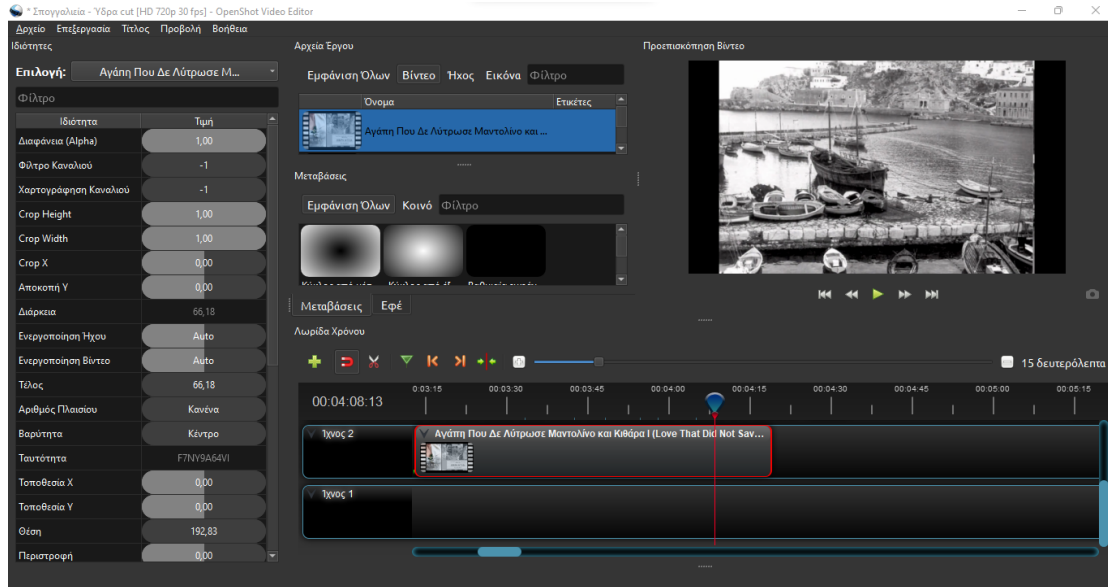 * Σπογγαλιεία - Ύδρα cut [HD 720p 30 fps] - OpenShot Video Editor
Αρχείο Επεξεργασία Τίτλος Προβολή Βοήθεια
Ιδιότητες
Επιλογή: Αγάπη Που Δε Λύτρωσε Μ...
Φίλτρο
Ιδιότητα Τιμή
Διαφάνεια (Alpha) 1,00
Φίλτρο Καναλιού -1
Χαρτογράφηση Καναλιού -1
Crop Height 1,00
Crop Width 1,00
Crop X 0,00
Αποκοπή Y 0,00
Διάρκεια 66,18
Ενεργοποίηση Ήχου Auto
Ενεργοποίηση Βίντεο Auto
Τέλος 66,18
Αριθμός Πλαισίου Κανένα
Βαρύτητα Κέντρο
Ταυτότητα F7NY9A64VI
Τοποθεσία X 0,00
Τοποθεσία Y 0,00
Θέση 192,83
Περιστροφή 0,00
Αρχεία Έργου
Εμφάνιση Όλων Βίντεο Ήχος Εικόνα Φίλτρο
Όνομα Ετικέτες
Αγάπη Που Δε Λύτρωσε Μαντολίνο και ...
Μεταβάσεις
Εμφάνιση Όλων Κοινό Φίλτρο
Μεταβάσεις Εφέ
Προεπισκόπηση Βίντεο
Λωρίδα Χρόνου
15 δευτερόλεπτα
00:04:08:13
0:03:15 00:03:30 00:03:45 00:04:00 00:04:15 00:04:30 00:04:45 00:05:00 00:05:15
Ίχνος 2 Αγάπη Που Δε Λύτρωσε Μαντολίνο και Κιθάρα Ι (Love That Did Not Sav...
Ίχνος 1